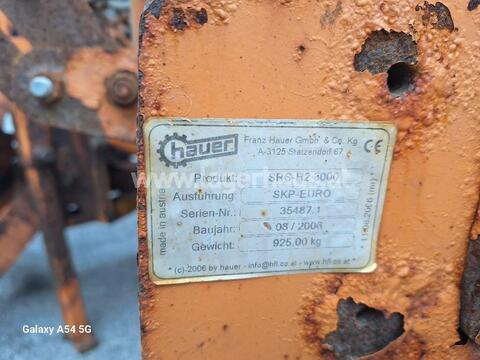 hauer
Franz Hauer GmbH & Co. Kg
A-3125 Statzendorf 67
CE
made in austria
Produkt: SRS-H2 3000
Ausführung: SKP-EURO
Serien-Nr.: 35487.1
Baujahr: 08 / 2006
Gewicht: 925,00 kg
(c)-2006 by hauer - info@hfl.co.at - www.hfl.co.at
Galaxy A54 5G